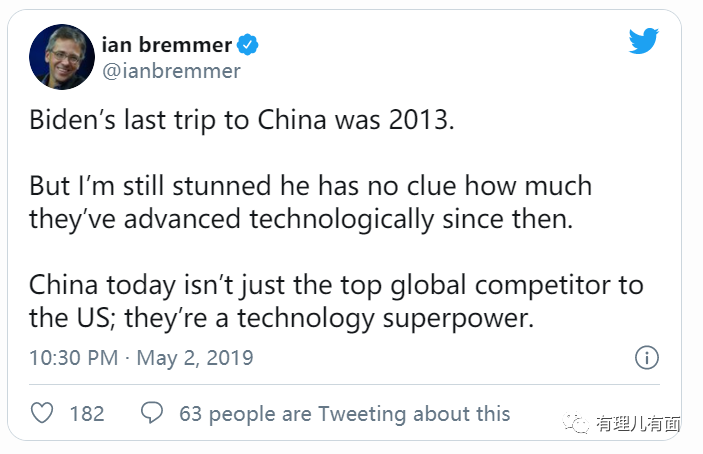 ian bremmer
@ianbremmer
Biden’s last trip to China was 2013.
But I’m still stunned he has no clue how much
they’ve advanced technologically since then.
China today isn’t just the top global competitor to
the US; they’re a technology superpower.
10:30 PM · May 2, 2019
182 63 people are Tweeting about this
有理儿有面